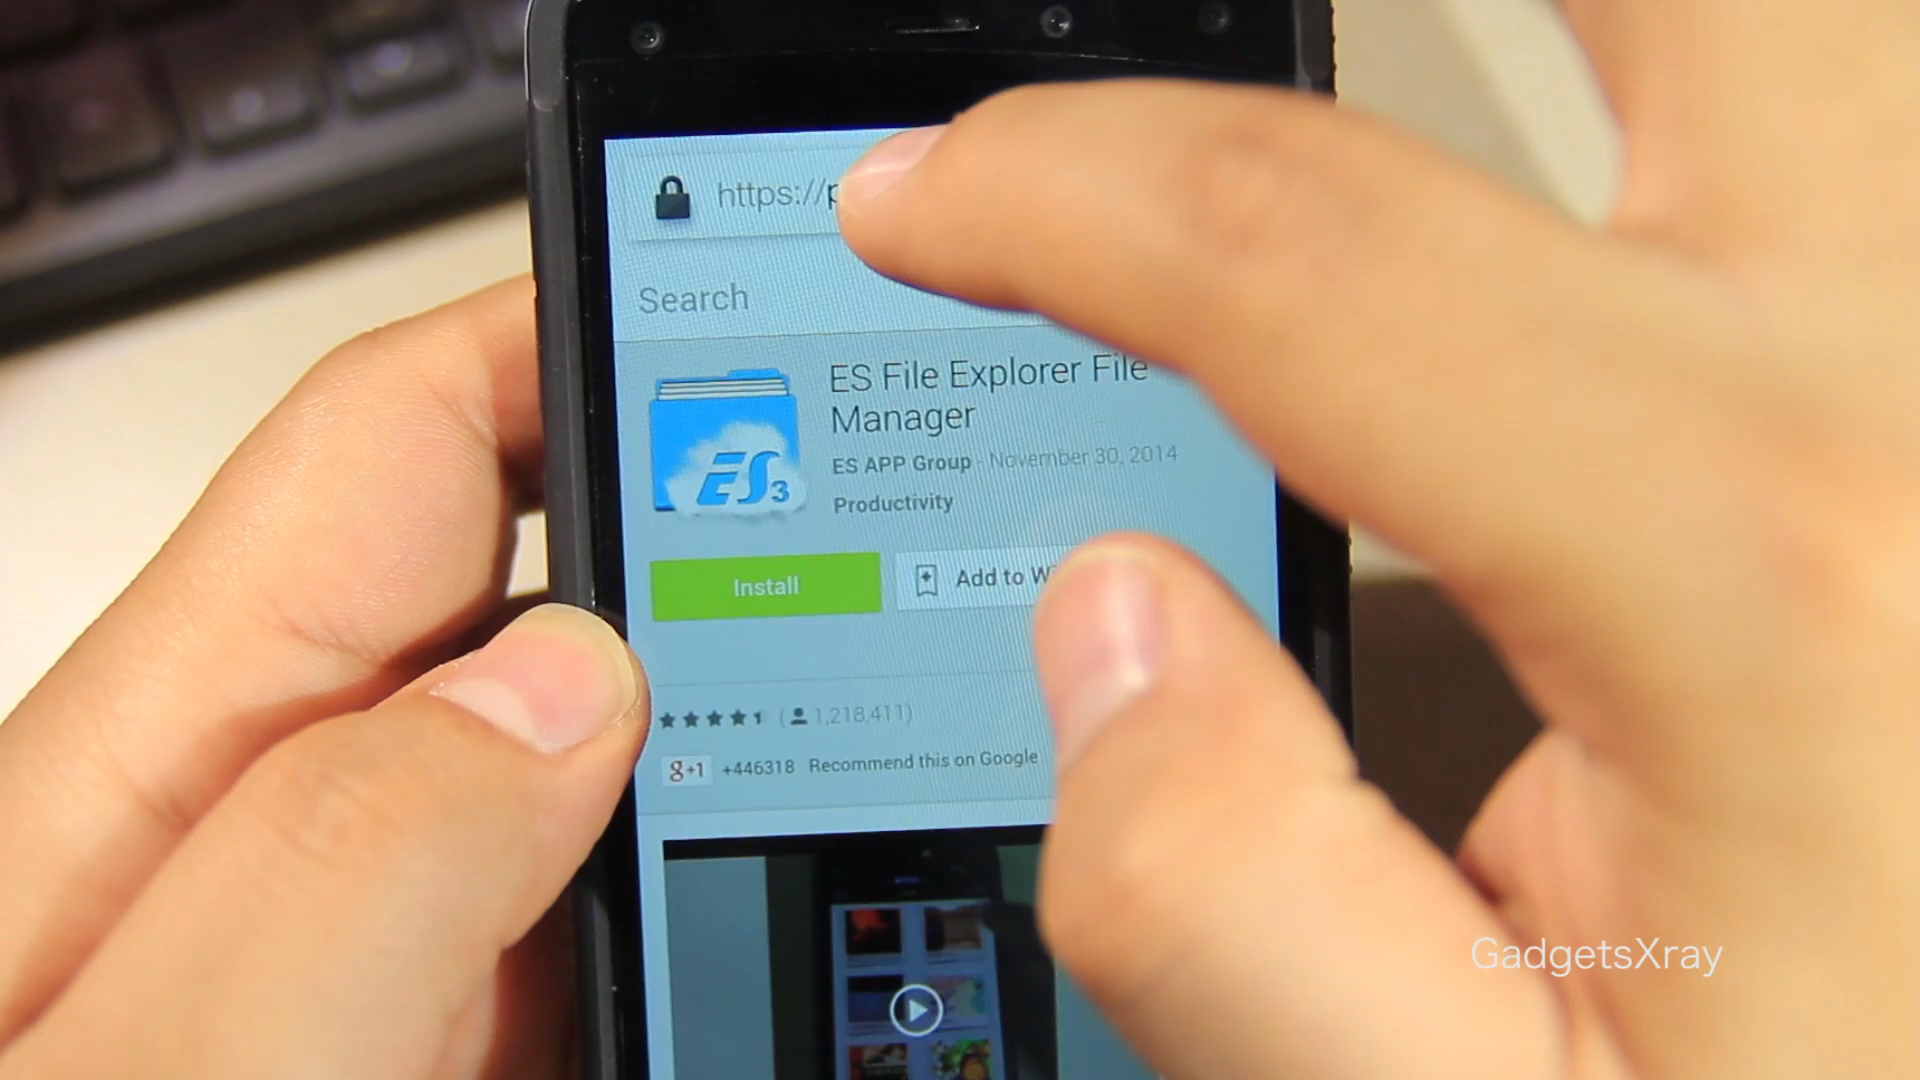 https://p
Search
ES File Explorer File
Manager
ES APP Group - November 30, 2014
Productivity
ES3
Install
Add to W
(1,218,411)
g+1 +446318 Recommend this on Google
GadgetsXray